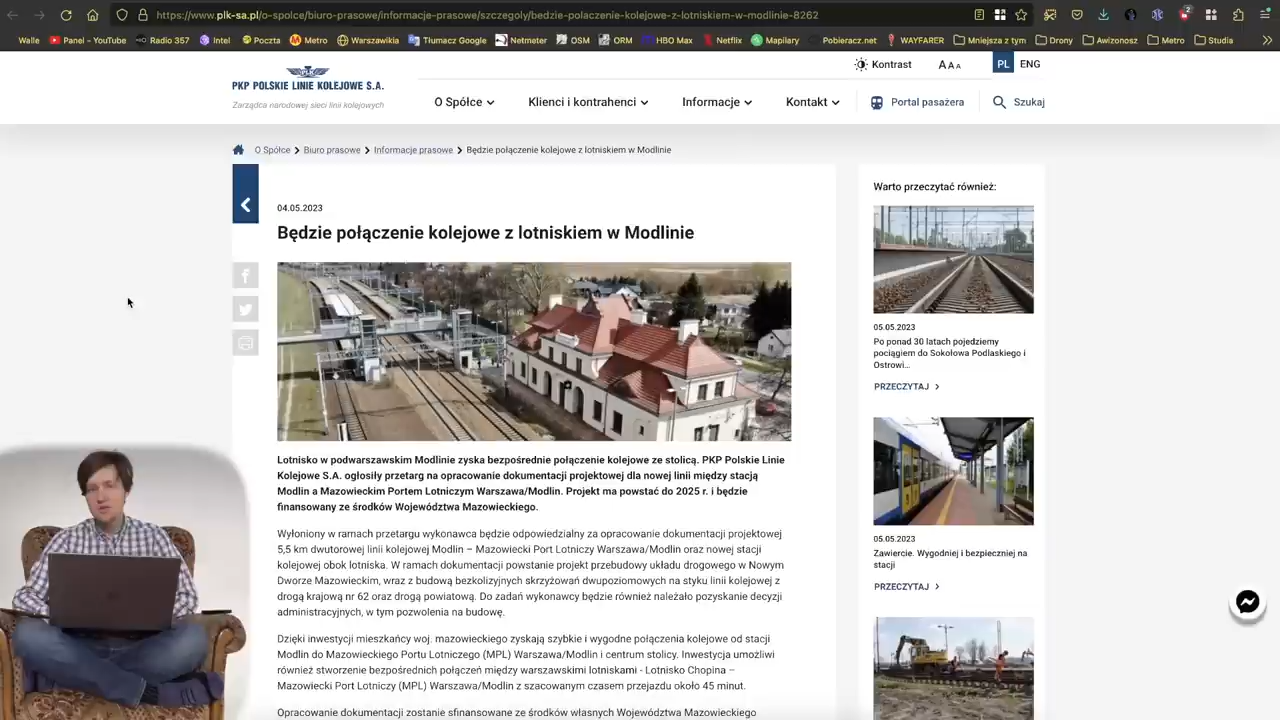 https://www.plk-sa.pl/o-spolce/biuro-prasowe/informacje-prasowe/szczegoly/bedzie-polaczenie-kolejowe-z-lotniskiem-w-modlinie-8262
Walle
Panel – YouTube
Radio 357
Intel
Poczta
Metro
Tłumacz Google
Netmeter
OSM
ORM
HBO Max
Netflix
Mapilary
Pobieracz.net
WAYFARER
Metro w Warszawie
Drony
Metro Warszawa
Studia
PLK
PKP POLSKIE LINIE KOLEJOWE S.A.
Zarządca narodowej sieci linii kolejowych
Kontrast
A A A
PL
ENG
O Spółce
Klienci i kontrahenci
Informacje
Kontakt
Portal pasażera
Szukaj
O Spółce
Biuro prasowe
Informacje prasowe
Będzie połączenie kolejowe z lotniskiem w Modlinie
04.05.2023
Będzie połączenie kolejowe z lotniskiem w Modlinie
Lotnisko w podwarszawskim Modlinie zyska bezpośrednie połączenie kolejowe ze stolicą. PKP Polskie Linie
Kolejowe S.A. ogłosiły przetarg na opracowanie dokumentacji projektowej dla nowej linii między stacją
Modlin a Mazowieckim Portem Lotniczym Warszawa/Modlin. Projekt ma powstać do 2025 r. i będzie
finansowany ze środków Województwa Mazowieckiego.
Wyłoniony w ramach przetargu wykonawca będzie odpowiedzialny za opracowanie dokumentacji projektowej
5,5 km dwutorowej linii kolejowej Modlin – Mazowiecki Port Lotniczy Warszawa/Modlin oraz nowej stacji
kolejowej obok lotniska. W ramach dokumentacji powstanie projekt przebudowy układu drogowego w Nowym
Dworze Mazowieckim, wraz z budową bezkolizyjnych skrzyżowań dwupoziomowych na styku linii kolejowej z
drogą krajową nr 62 oraz drogą powiatową. Do zadań wykonawcy będzie również należało pozyskanie decyzji
administracyjnych, w tym pozwolenia na budowę.
Dzięki inwestycji mieszkańcy woj. mazowieckiego zyskają szybkie i wygodne połączenia kolejowe od stacji
Modlin do Mazowieckiego Portu Lotniczego (MPL) Warszawa/Modlin i centrum stolicy. Inwestycja umożliwi
również stworzenie bezpośrednich połączeń między warszawskimi lotniskami - Lotnisko Chopina –
Mazowiecki Port Lotniczy (MPL) Warszawa/Modlin z szacowanym czasem przejazdu około 45 minut.
Opracowanie dokumentacji zostanie sfinansowane ze środków własnych Województwa Mazowieckiego
Warto przeczytać również:
05.05.2023
Po ponad 30 latach pojedziemy
pociągiem do Sokołowa Podlaskiego i
Ostrowi...
PRZECZYTAJ
05.05.2023
Zawiercie. Wygodniej i bezpieczniej na
stacji
PRZECZYTAJ